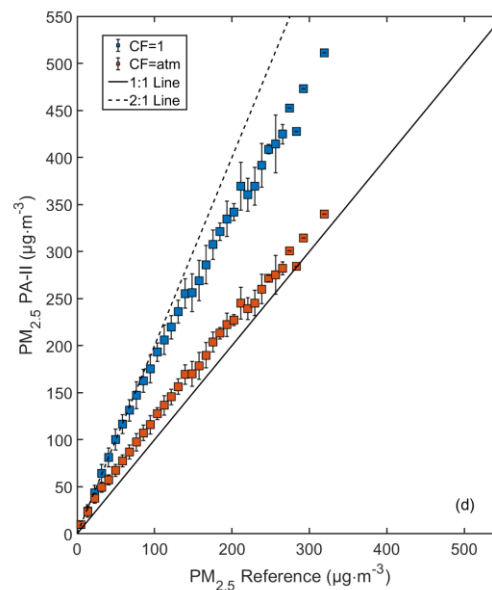 550
500
450
400
350
300
250
200
150
100
50
0
PM2.5 PA-II (µg·m-3)
CF=1
CF=atm
1:1 Line
2:1 Line
(d)
0 100 200 300 400 500
PM2.5 Reference (µg·m-3)